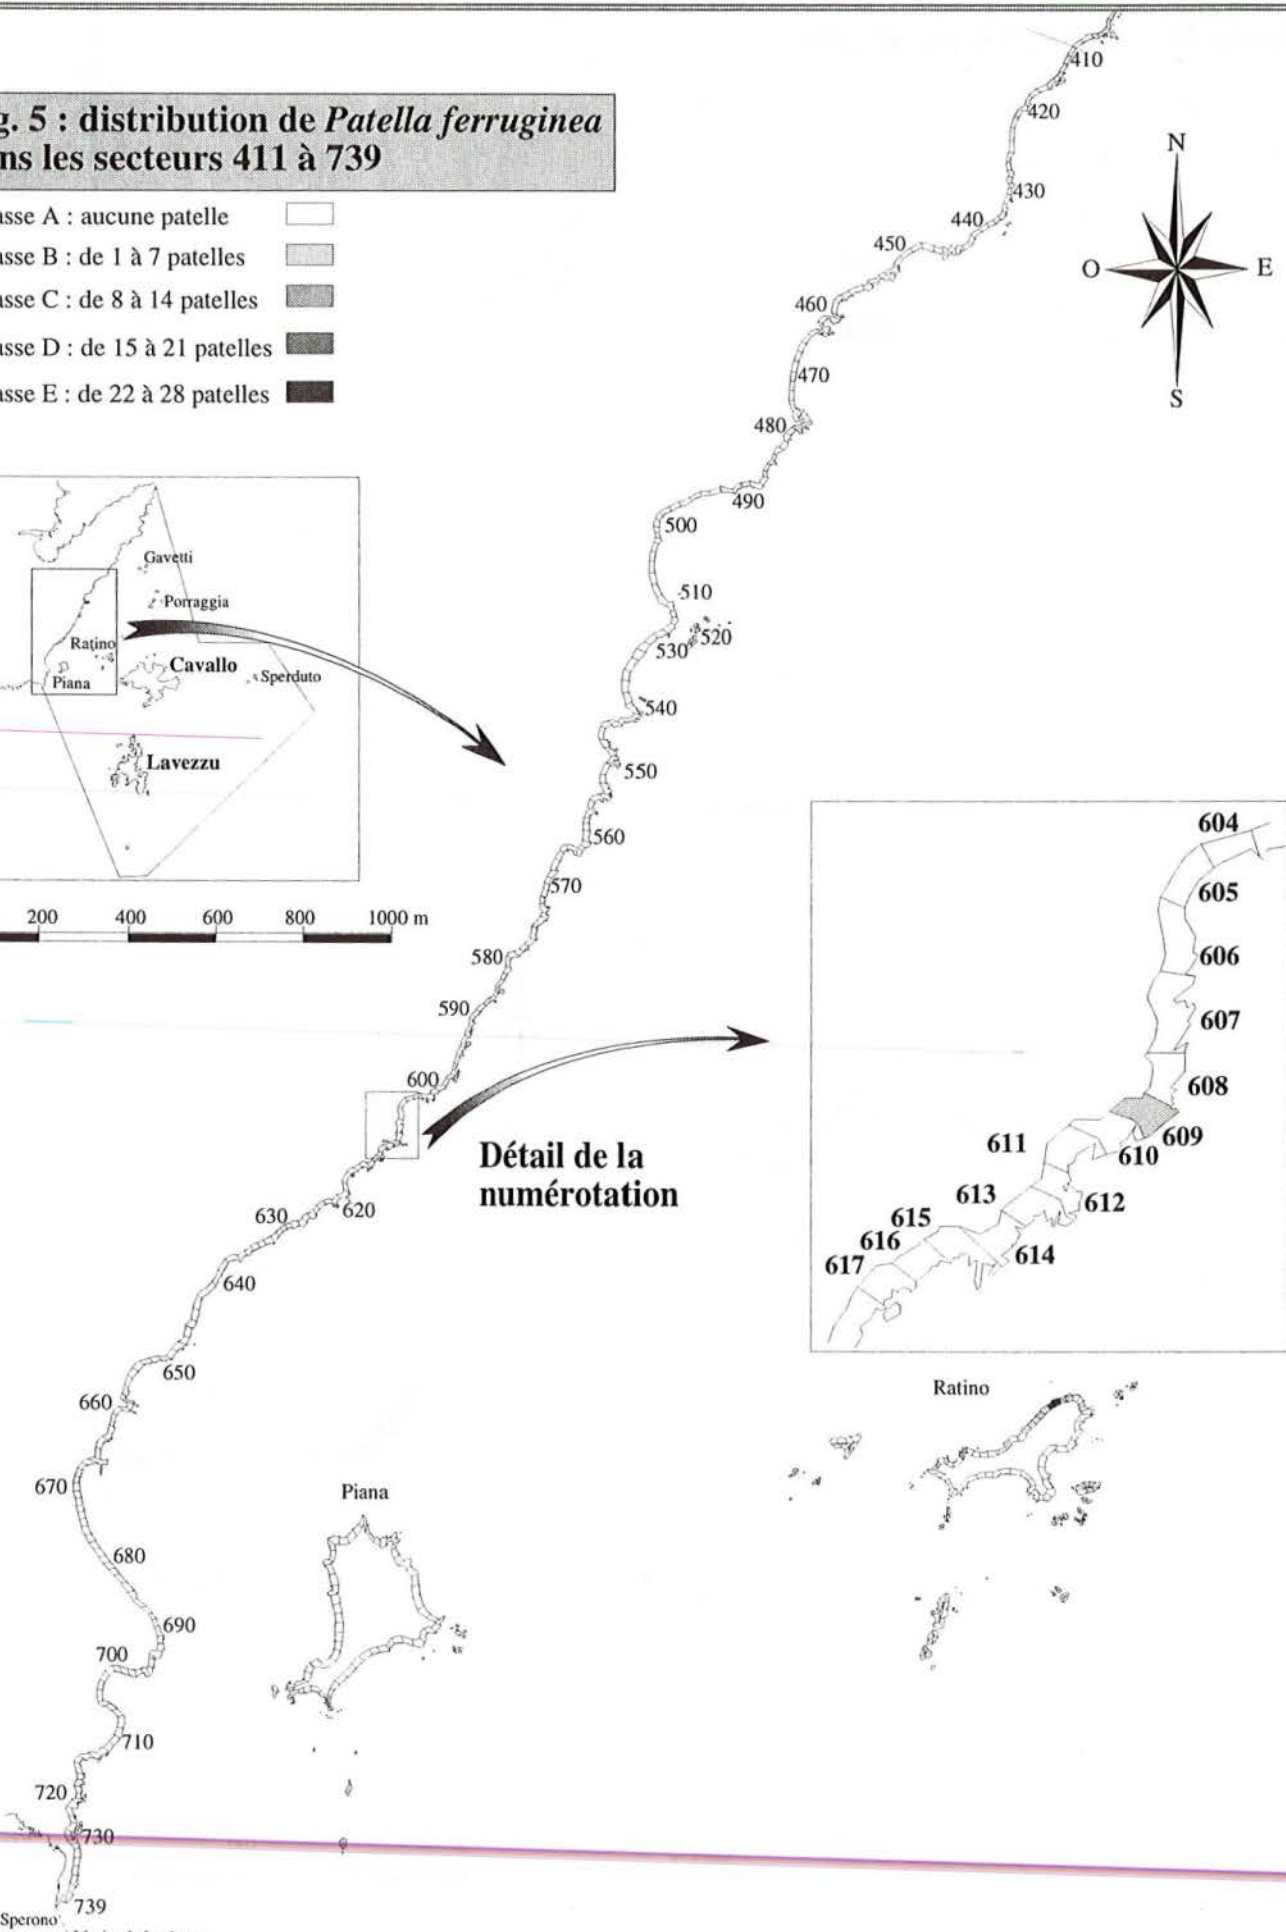 g. 5 : distribution de Patella ferruginea
ns les secteurs 411 à 739
asse A : aucune patelle
asse B : de 1 à 7 patelles
asse C : de 8 à 14 patelles
asse D : de 15 à 21 patelles
asse E : de 22 à 28 patelles
N
O
E
S
Gavetti
Porraggia
Ratino
Cavallo
Piana
Sperduto
Lavezzu
200 400 600 800 1000 m
410
420
430
440
450
460
470
480
490
500
510
520
530
540
550
560
570
580
590
600
Détail de la
numérotation
604
605
606
607
608
609
610
611
612
613
614
615
616
617
620
630
640
650
660
670
680
690
700
710
720
730
739
Ratino
Piana
Sperono